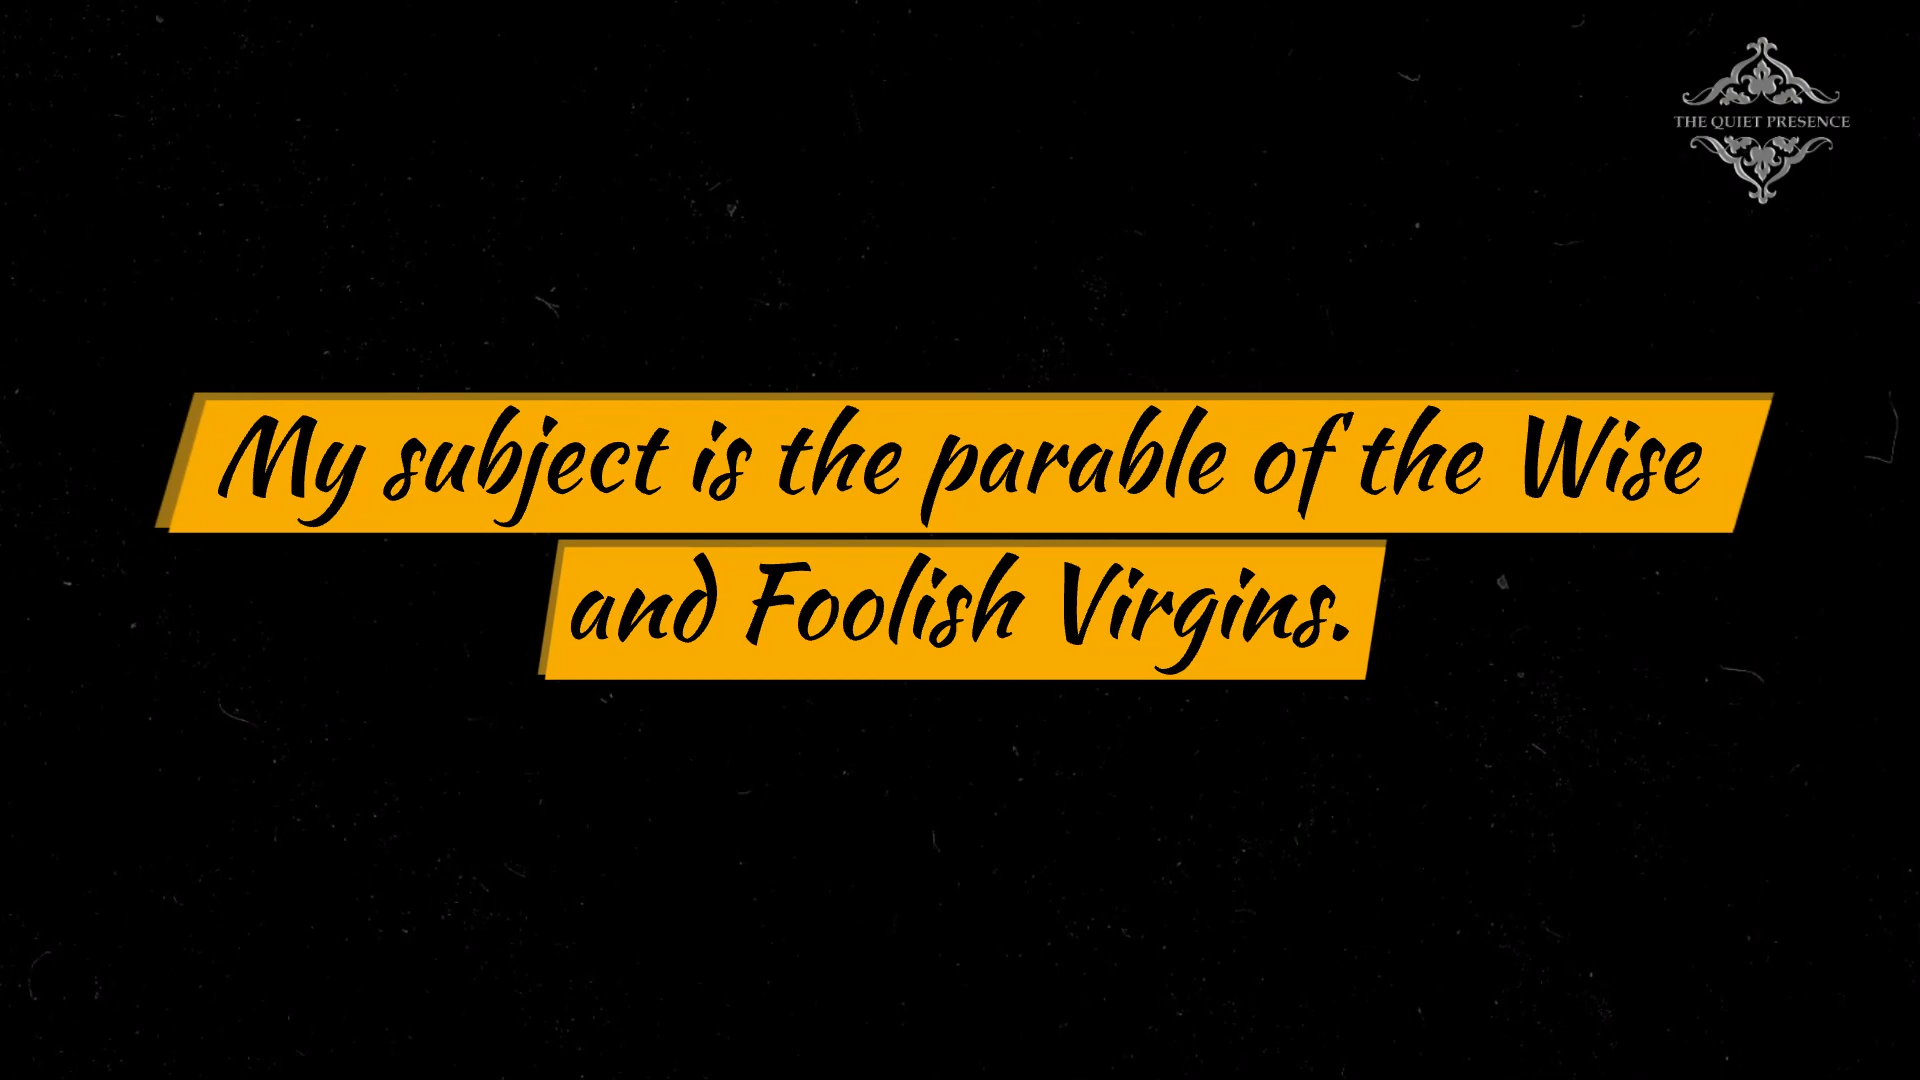 THE QUIET PRESENCE
My subject is the parable of the Wise
and Foolish Virgins.